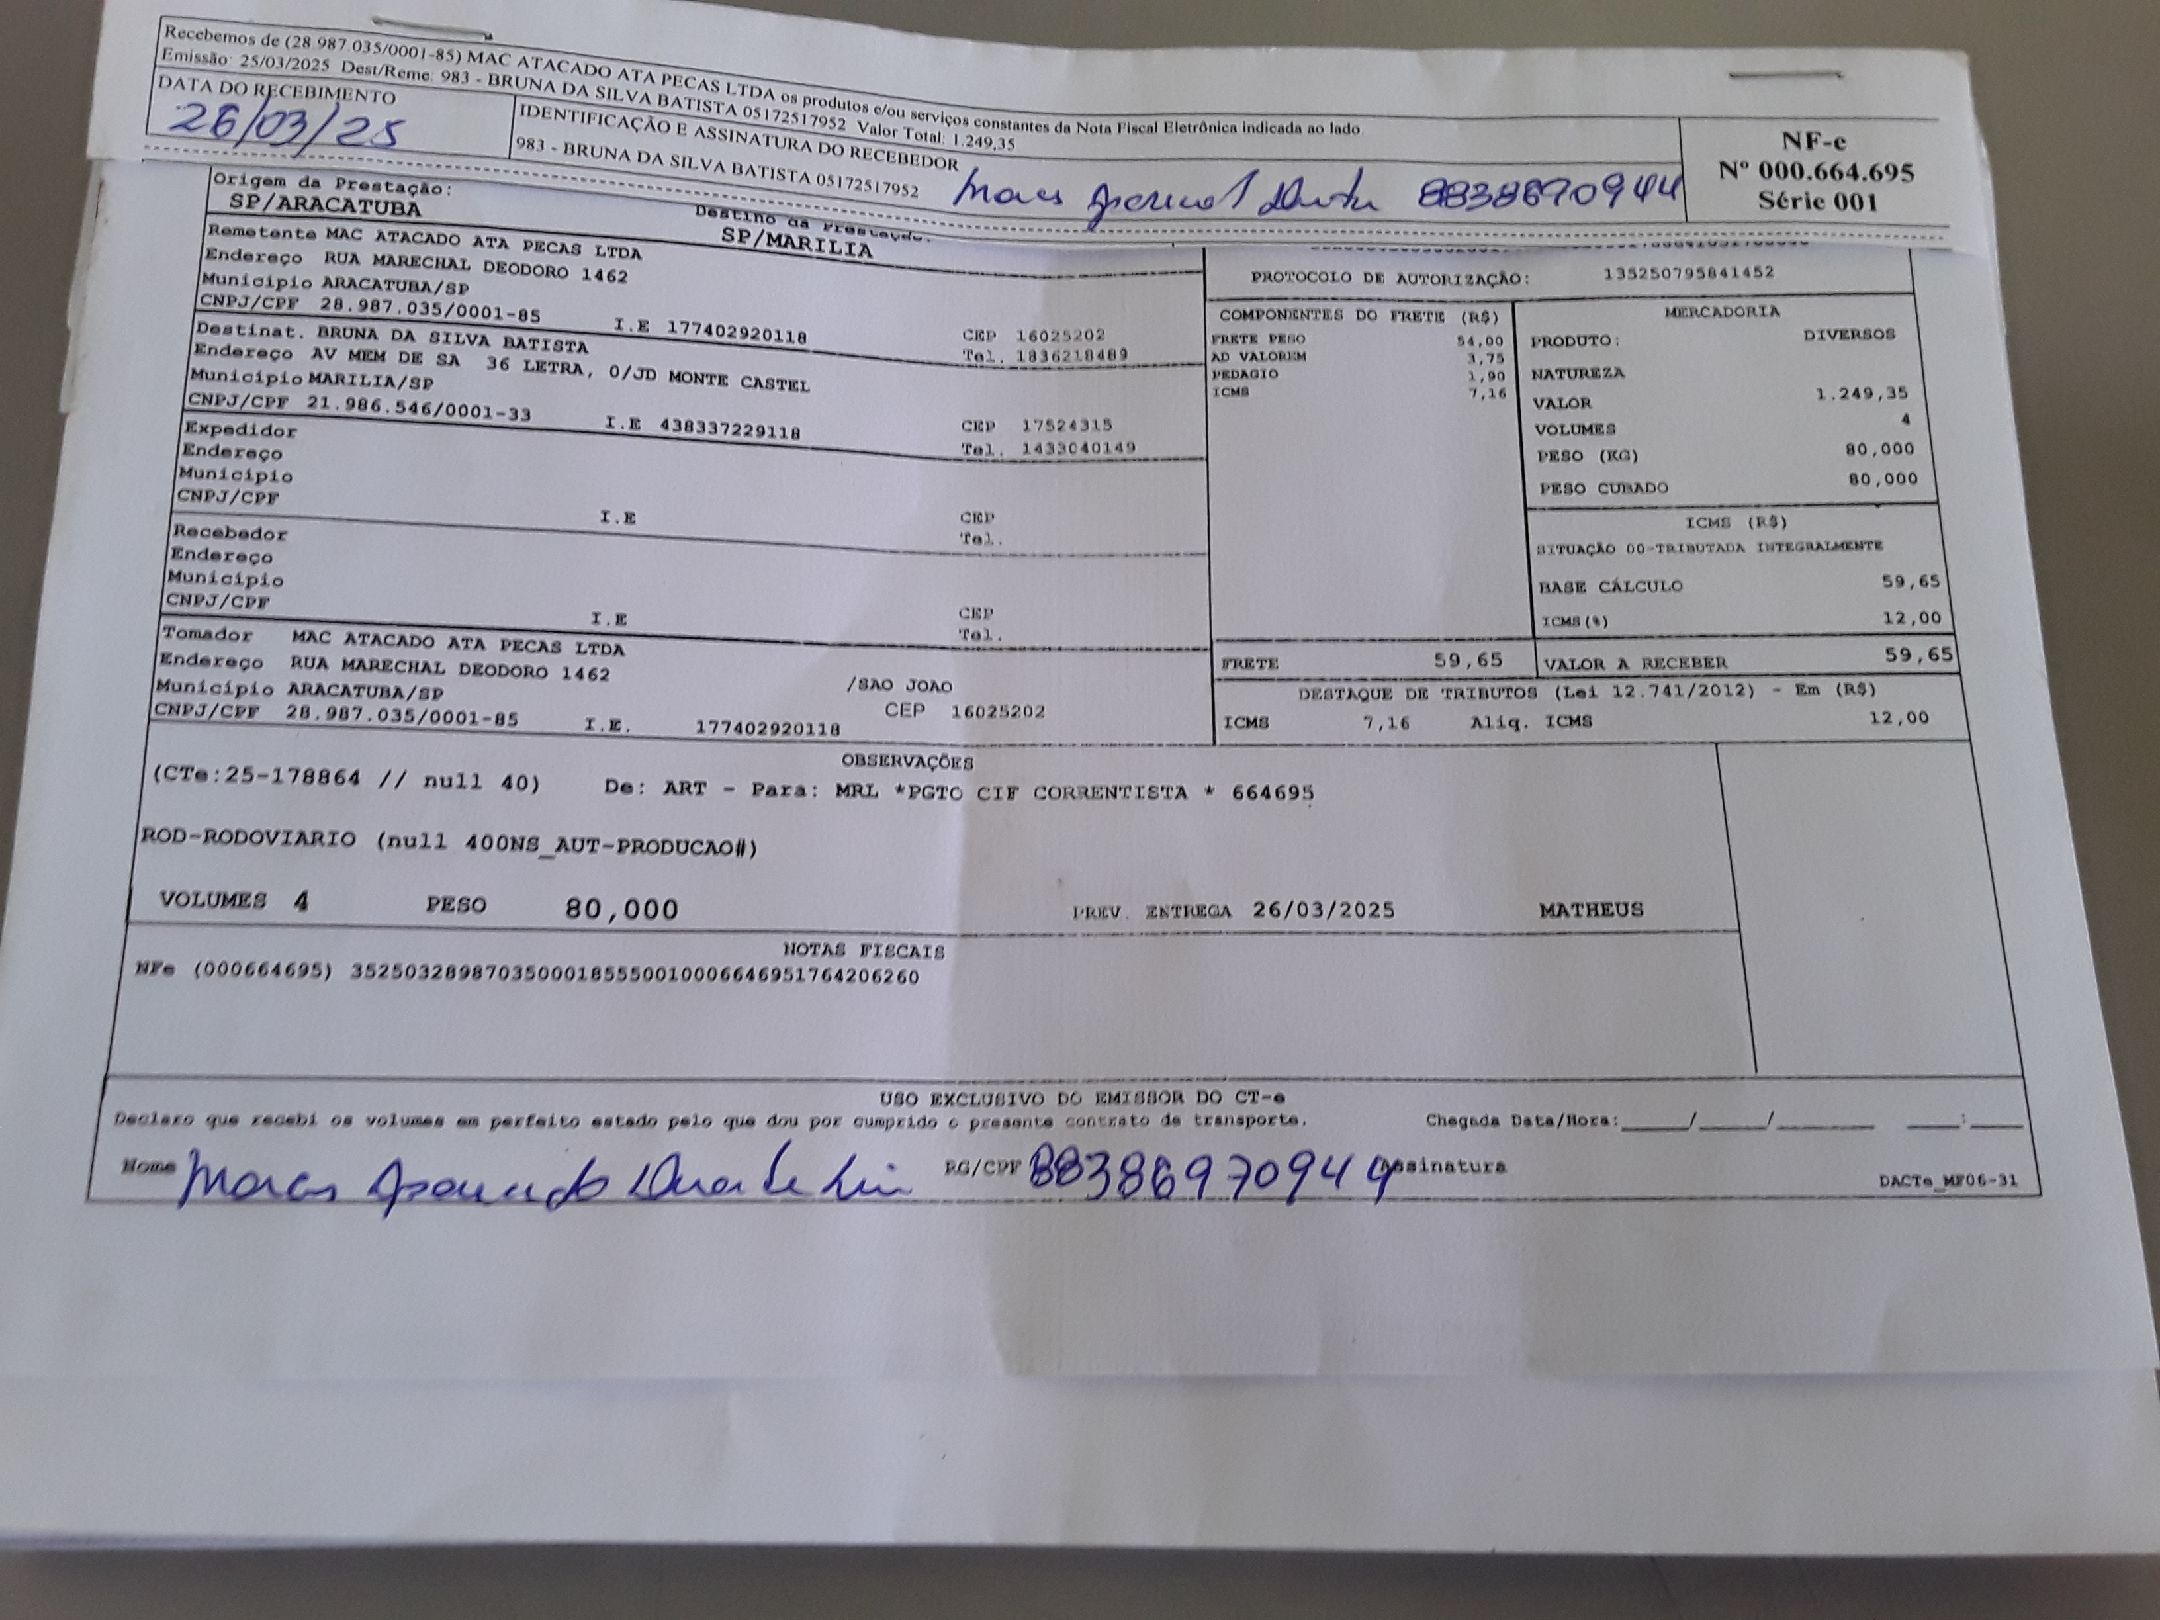 Recebemos de (28.987.035/0001-85) MAC ATACADO ATA PECAS LTDA os produtos e/ou serviços constantes da Nota Fiscal Eletrônica indicada ao lado
Emissão: 25/03/2025 Dest/Reme: 983 - BRUNA DA SILVA BATISTA 05172517952 Valor Total: 1.249,35
DATA DO RECEBIMENTO
26/03/25
IDENTIFICAÇÃO E ASSINATURA DO RECEBEDOR
983 - BRUNA DA SILVA BATISTA 05172517952
88386970944
NF-e
Nº 000.664.695
Série 001
Origem da Prestação:
SP/ARACATUBA
Destino da Prestação:
SP/MARILIA
Remetente MAC ATACADO ATA PECAS LTDA
Endereço RUA MARECHAL DEODORO 1462
Município ARACATUBA/SP
CNPJ/CPF 28.987.035/0001-85 I.E 177402920118 CEP 16025202
Tel. 1836218489
Destinat. BRUNA DA SILVA BATISTA
Endereço AV MEM DE SA 36 LETRA, O/JD MONTE CASTEL
Município MARILIA/SP
CNPJ/CPF 21.986.546/0001-33 I.E 438337229118 CEP 17524315
Tel. 1433040149
Expedidor
Endereço
Município
CNPJ/CPF I.E CEP
Tel.
Recebedor
Endereço
Município
CNPJ/CPF I.E CEP
Tel.
Tomador MAC ATACADO ATA PECAS LTDA
Endereço RUA MARECHAL DEODORO 1462 /SAO JOAO
Município ARACATUBA/SP CEP 16025202
CNPJ/CPF 28.987.035/0001-85 I.E. 177402920118
PROTOCOLO DE AUTORIZAÇÃO: 135250795841452
COMPONENTES DO FRETE (R$)
FRETE PESO 54,00
AD VALOREM 3,75
PEDAGIO 1,90
ICMS 7,16
MERCADORIA
PRODUTO: DIVERSOS
NATUREZA
VALOR 1.249,35
VOLUMES 4
PESO (KG) 80,000
PESO CUBADO 80,000
ICMS (R$)
SITUAÇÃO 00-TRIBUTADA INTEGRALMENTE
BASE CÁLCULO 59,65
ICMS(%) 12,00
FRETE 59,65 VALOR A RECEBER 59,65
DESTAQUE DE TRIBUTOS (Lei 12.741/2012) - Em (R$)
ICMS 7,16 Aliq. ICMS 12,00
OBSERVAÇÕES
(CTe:25-178864 // null 40) De: ART - Para: MRL *PGTO CIF CORRENTISTA * 664695
ROD-RODOVIARIO (null 400NS_AUT-PRODUCAO#)
VOLUMES 4 PESO 80,000 PREV. ENTREGA 26/03/2025 MATHEUS
NOTAS FISCAIS
NFe (000664695) 35250328987035000185550010006646951764206260
USO EXCLUSIVO DO EMISSOR DO CT-e
Declaro que recebi os volumes em perfeito estado pelo que dou por cumprido o presente contrato de transporte. Chegada Data/Hora:_____/_____/_______ ____:____
Nome Marcos Aparecido Duarte RG/CPF 88386970944 Assinatura
DACTe_MF06-31